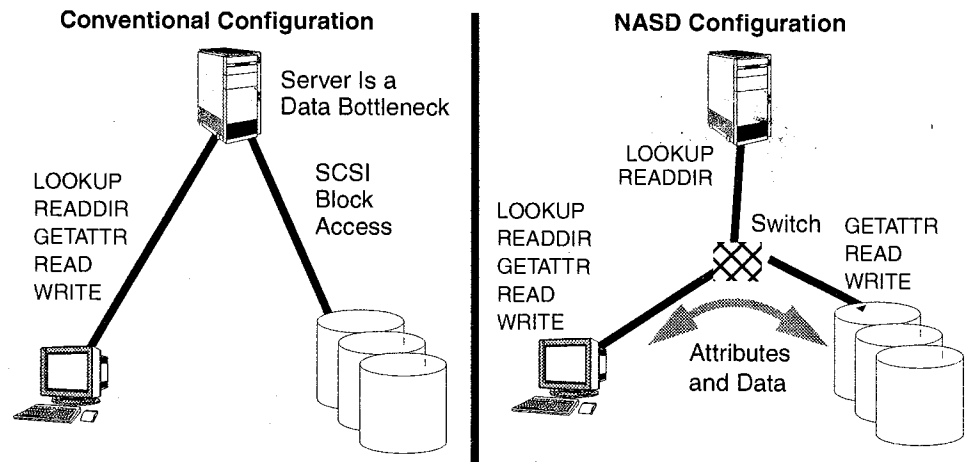 Conventional Configuration
Server Is a
Data Bottleneck
LOOKUP
READDIR
GETATTR
READ
WRITE
SCSI
Block
Access
NASD Configuration
LOOKUP
READDIR
LOOKUP
READDIR
GETATTR
READ
WRITE
Switch
GETATTR
READ
WRITE
Attributes
and Data